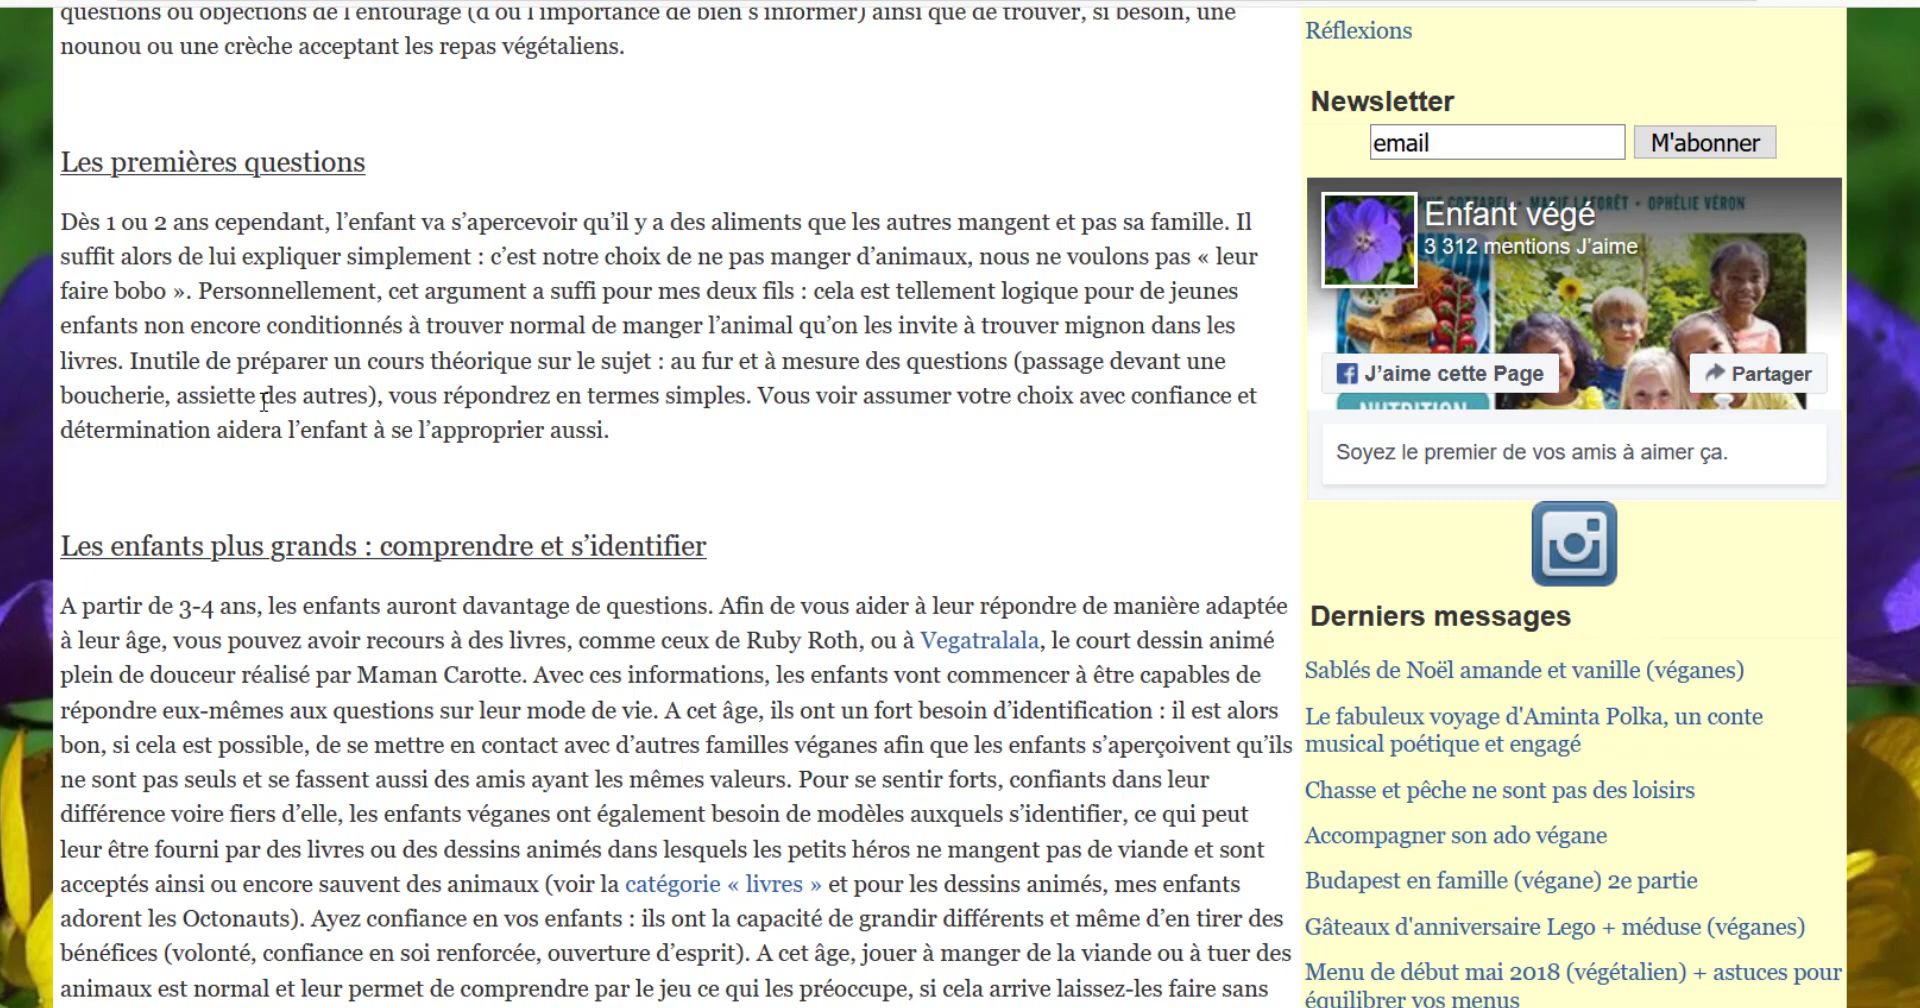 questions ou objections de l'entourage (d'où l'importance de bien s'informer) ainsi que de trouver, si besoin, une
nounou ou une crèche acceptant les repas végétaliens.
Les premières questions
Dès 1 ou 2 ans cependant, l’enfant va s’apercevoir qu’il y a des aliments que les autres mangent et pas sa famille. Il
suffit alors de lui expliquer simplement : c’est notre choix de ne pas manger d’animaux, nous ne voulons pas « leur
faire bobo ». Personnellement, cet argument a suffi pour mes deux fils : cela est tellement logique pour de jeunes
enfants non encore conditionnés à trouver normal de manger l’animal qu’on les invite à trouver mignon dans les
livres. Inutile de préparer un cours théorique sur le sujet : au fur et à mesure des questions (passage devant une
boucherie, assiette des autres), vous répondrez en termes simples. Vous voir assumer votre choix avec confiance et
détermination aidera l’enfant à se l’approprier aussi.
Les enfants plus grands : comprendre et s’identifier
A partir de 3-4 ans, les enfants auront davantage de questions. Afin de vous aider à leur répondre de manière adaptée
à leur âge, vous pouvez avoir recours à des livres, comme ceux de Ruby Roth, ou à Vegatralala, le court dessin animé
plein de douceur réalisé par Maman Carotte. Avec ces informations, les enfants vont commencer à être capables de
répondre eux-mêmes aux questions sur leur mode de vie. A cet âge, ils ont un fort besoin d’identification : il est alors
bon, si cela est possible, de se mettre en contact avec d’autres familles véganes afin que les enfants s’aperçoivent qu’ils
ne sont pas seuls et se fassent aussi des amis ayant les mêmes valeurs. Pour se sentir forts, confiants dans leur
différence voire fiers d’elle, les enfants véganes ont également besoin de modèles auxquels s’identifier, ce qui peut
leur être fourni par des livres ou des dessins animés dans lesquels les petits héros ne mangent pas de viande et sont
acceptés ainsi ou encore sauvent des animaux (voir la catégorie « livres » et pour les dessins animés, mes enfants
adorent les Octonauts). Ayez confiance en vos enfants : ils ont la capacité de grandir différents et même d’en tirer des
bénéfices (volonté, confiance en soi renforcée, ouverture d’esprit). A cet âge, jouer à manger de la viande ou à tuer des
animaux est normal et leur permet de comprendre par le jeu ce qui les préoccupe, si cela arrive laissez-les faire sans
Réflexions
Newsletter
email M'abonner
MARIE LAFORÊT • OPHÉLIE VÉRON
Enfant végé
3 312 mentions J’aime
J’aime cette Page Partager
NUTRITION
Soyez le premier de vos amis à aimer ça.
Derniers messages
Sablés de Noël amande et vanille (véganes)
Le fabuleux voyage d'Aminta Polka, un conte
musical poétique et engagé
Chasse et pêche ne sont pas des loisirs
Accompagner son ado végane
Budapest en famille (végane) 2e partie
Gâteaux d'anniversaire Lego + méduse (véganes)
Menu de début mai 2018 (végétalien) + astuces pour
équilibrer vos menus